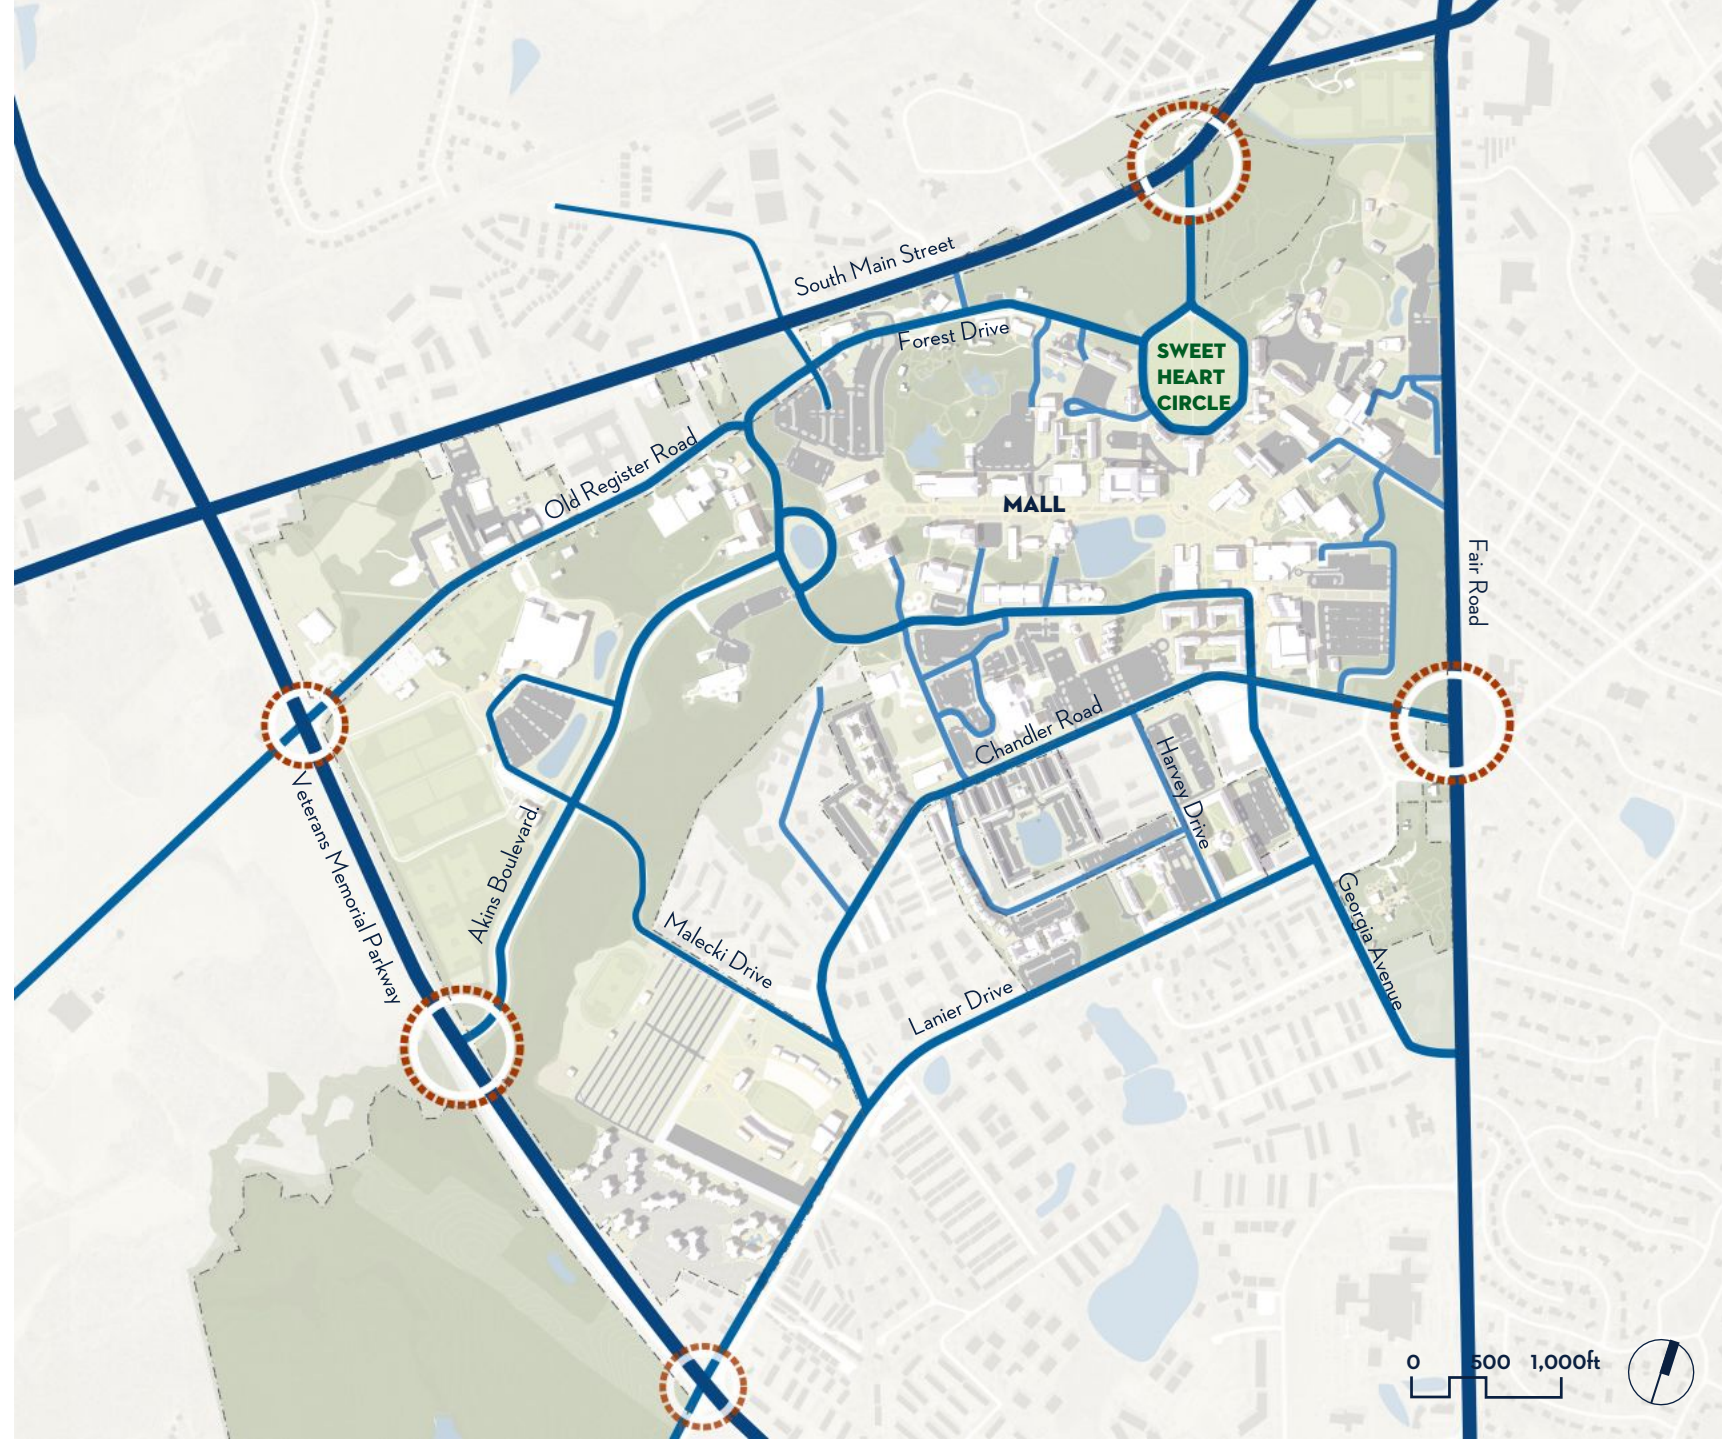 South Main Street
Forest Drive
SWEET
HEART
CIRCLE
Old Register Road
MALL
Fair Road
Chandler Road
Harvey Drive
Veterans Memorial Parkway
Akins Boulevard.
Georgia Avenue
Malecki Drive
Lanier Drive
0 500 1,000ft